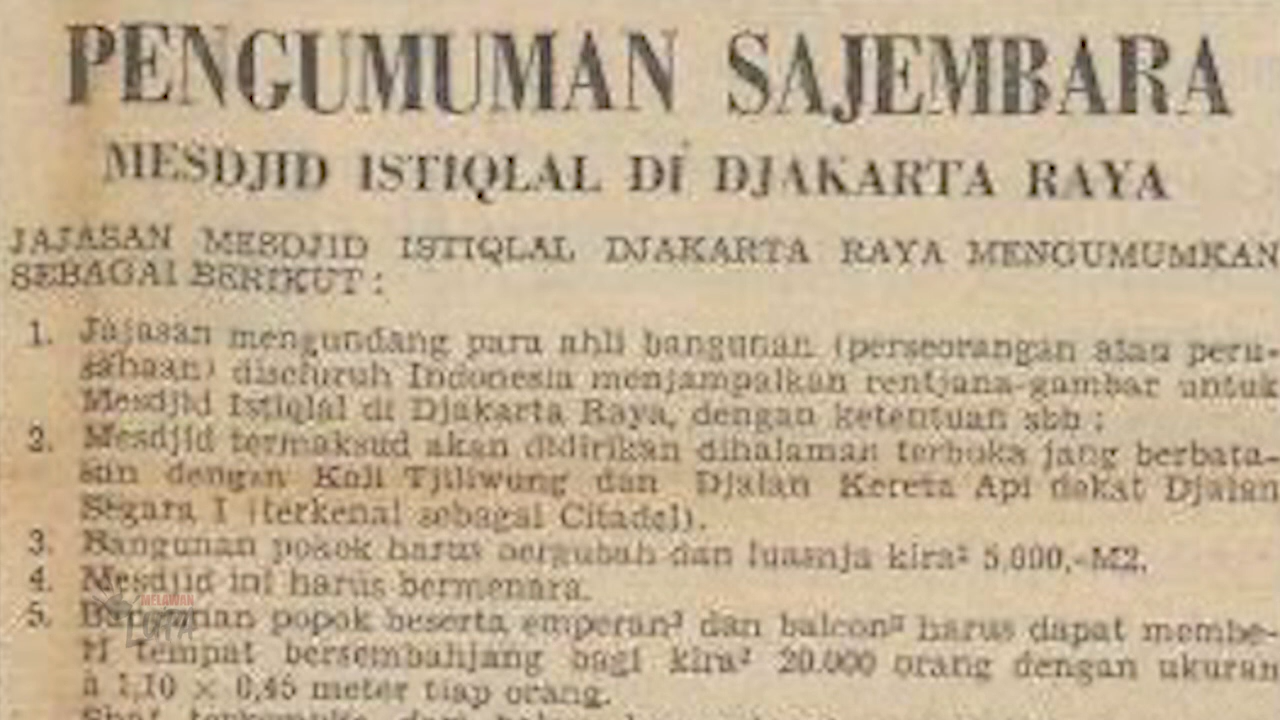 PENGUMUMAN SAJEMBARA
MESDJID ISTIQLAL DI DJAKARTA RAYA
JAJASAN MESDJID ISTIQLAL DJAKARTA RAYA MENGUMUMKAN
SEBAGAI BERIKUT :
1. Jajasan mengundang para ahli bangunan (perseorangan atau peru-
sahaan) diseluruh Indonesia menjampaikan rentjana-gambar untuk
Mesdjid Istiqlal di Djakarta Raya, dengan ketentuan sbb :
2. Mesdjid termaksud akan didirikan dihalaman terbuka jang berbata-
san dengan Kali Tjiliwung dan Djalan Kereta Api dekat Djalan
Segara I (terkenal sebagai Citadel).
3. Bangunan pokok harus bergubah dan luasnja kira² 5.000,-M2.
4. Mesdjid ini harus bermenara.
5. Bangunan popok beserta emperan² dan balcon² harus dapat membe-
ri tempat bersembahjang bagi kira² 20.000 orang dengan ukuran
a 1,10 × 0,45 meter tiap orang.
MELAWAN
LUPA